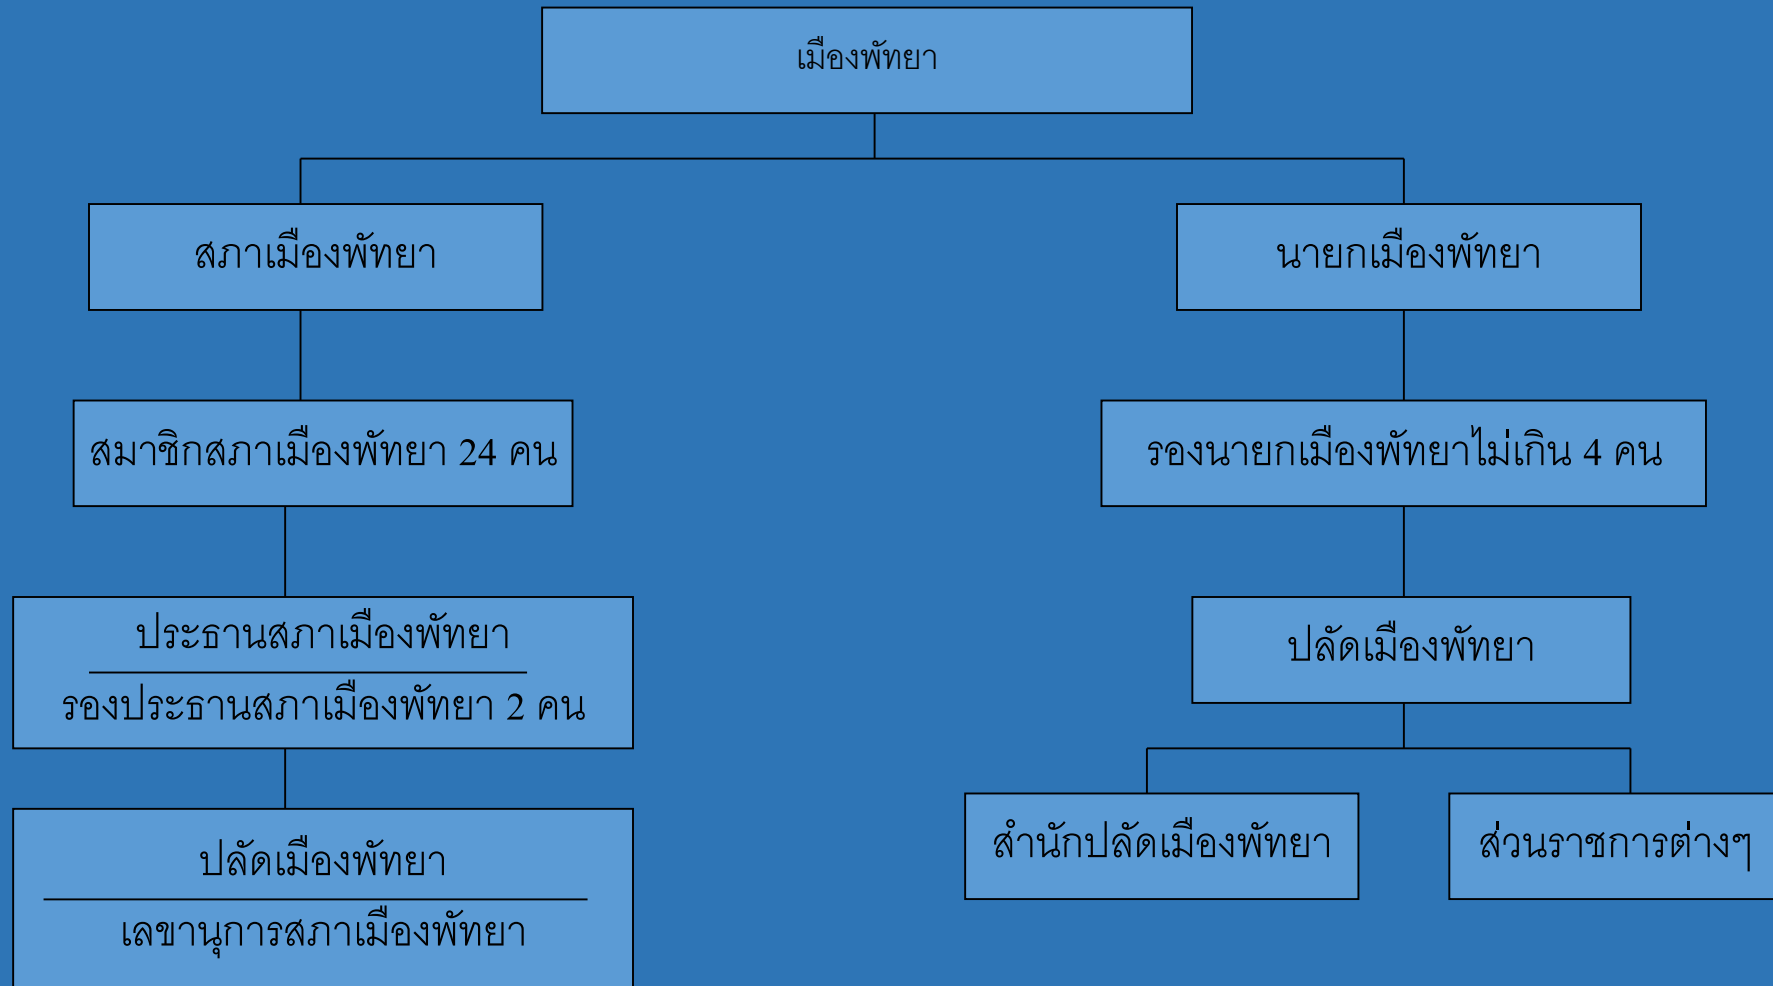 เมืองพัทยา
สภาเมืองพัทยา
นายกเมืองพัทยา
สมาชิกสภาเมืองพัทยา 24 คน
รองนายกเมืองพัทยาไม่เกิน 4 คน
ประธานสภาเมืองพัทยา
รองประธานสภาเมืองพัทยา 2 คน
ปลัดเมืองพัทยา
สำนักปลัดเมืองพัทยา
ส่วนราชการต่างๆ
ปลัดเมืองพัทยา
เลขานุการสภาเมืองพัทยา